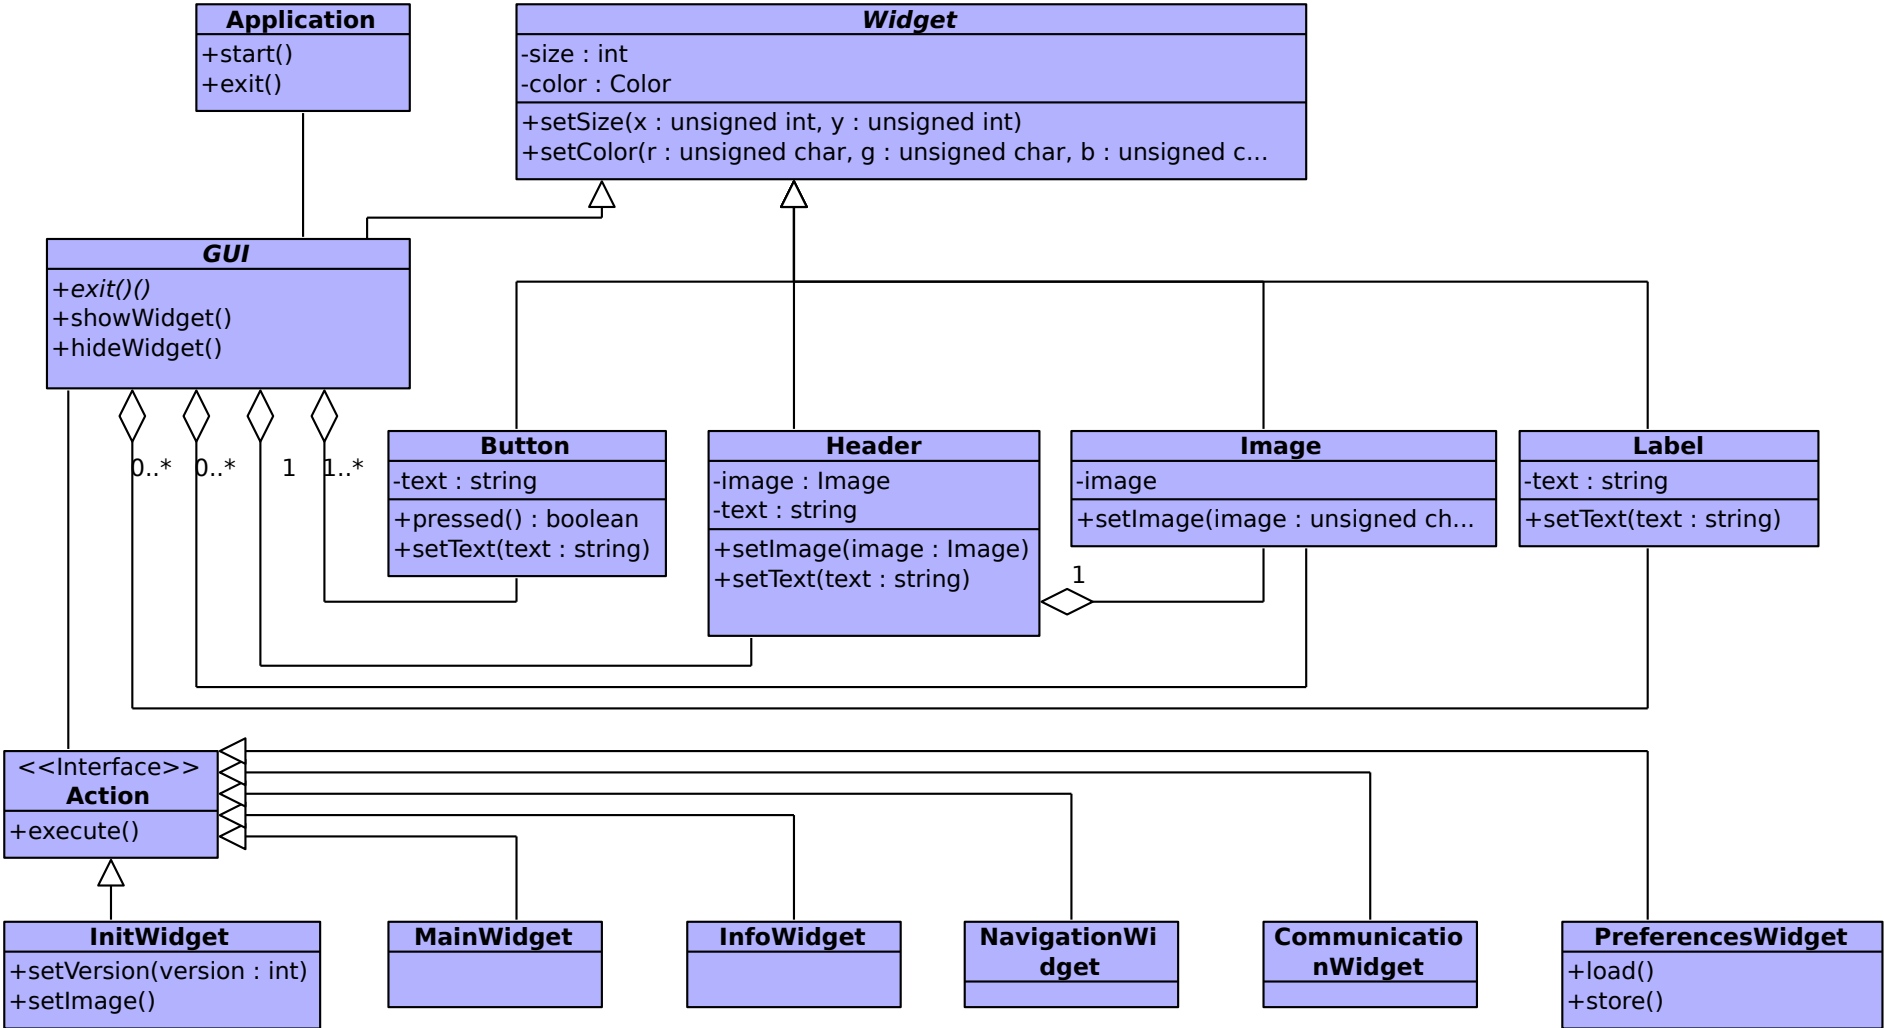 Application
+start()
+exit()
Widget
-size : int
-color : Color
+setSize(x : unsigned int, y : unsigned int)
+setColor(r : unsigned char, g : unsigned char, b : unsigned c...
GUI
+exit()()
+showWidget()
+hideWidget()
0..*
0..*
1
1..*
Button
-text : string
+pressed() : boolean
+setText(text : string)
Header
-image : Image
-text : string
+setImage(image : Image)
+setText(text : string)
1
Image
-image
+setImage(image : unsigned ch...
Label
-text : string
+setText(text : string)
<<Interface>>
Action
+execute()
InitWidget
+setVersion(version : int)
+setImage()
MainWidget
InfoWidget
NavigationWi
dget
Communicatio
nWidget
PreferencesWidget
+load()
+store()